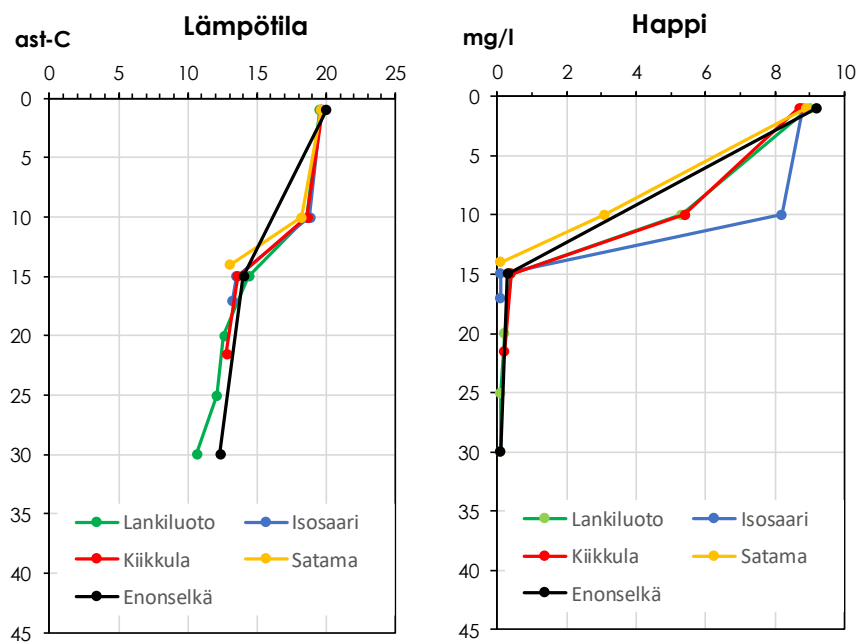 Lämpötila
ast-C
0 5 10 15 20 25
0
5
10
15
20
25
30
35
40
45
Lankiluoto Isosaari
Kiikkula Satama
Enonselkä
Happi
mg/l
0 2 4 6 8 10
0
5
10
15
20
25
30
35
40
45
Lankiluoto Isosaari
Kiikkula Satama
Enonselkä